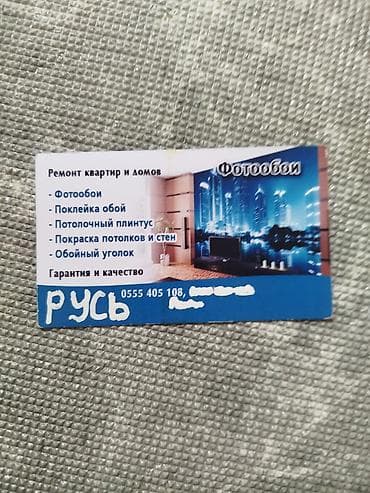 Фотообои
Ремонт квартир и домов
- Фотообои
- Поклейка обой
- Потолочный плинтус
- Покраска потолков и стен
- Обойный уголок
Гарантия и качество
РУСЬ 0555 405 108,